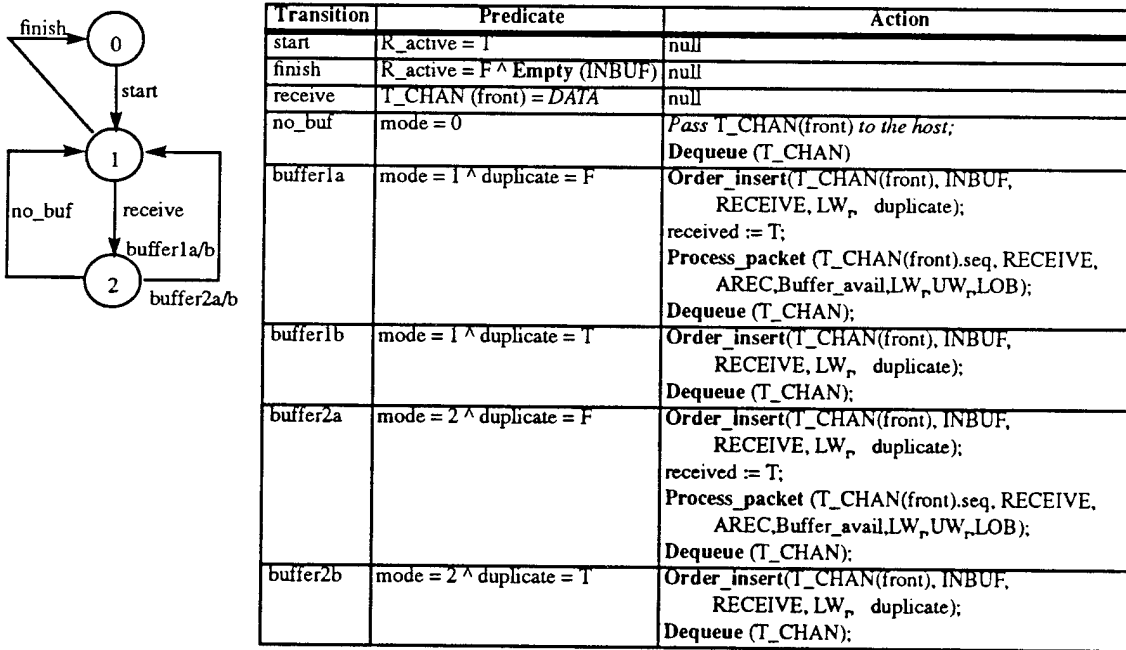 finish
0
start
1
no_buf
receive
buffer1a/b
2
buffer2a/b
Transition Predicate Action
start R_active = T null
finish R_active = F ^ Empty (INBUF) null
receive T_CHAN (front) = DATA null
no_buf mode = 0 Pass T_CHAN(front) to the host;
Dequeue (T_CHAN)
buffer1a mode = 1 ^ duplicate = F Order_insert(T_CHAN(front), INBUF,
RECEIVE, LWr, duplicate);
received := T;
Process_packet (T_CHAN(front).seq, RECEIVE,
AREC,Buffer_avail,LWr,UWr,LOB);
Dequeue (T_CHAN);
buffer1b mode = 1 ^ duplicate = T Order_insert(T_CHAN(front), INBUF,
RECEIVE, LWr, duplicate);
Dequeue (T_CHAN);
buffer2a mode = 2 ^ duplicate = F Order_insert(T_CHAN(front), INBUF,
RECEIVE, LWr, duplicate);
received := T;
Process_packet (T_CHAN(front).seq, RECEIVE,
AREC,Buffer_avail,LWr,UWr,LOB);
Dequeue (T_CHAN);
buffer2b mode = 2 ^ duplicate = T Order_insert(T_CHAN(front), INBUF,
RECEIVE, LWr, duplicate);
Dequeue (T_CHAN);